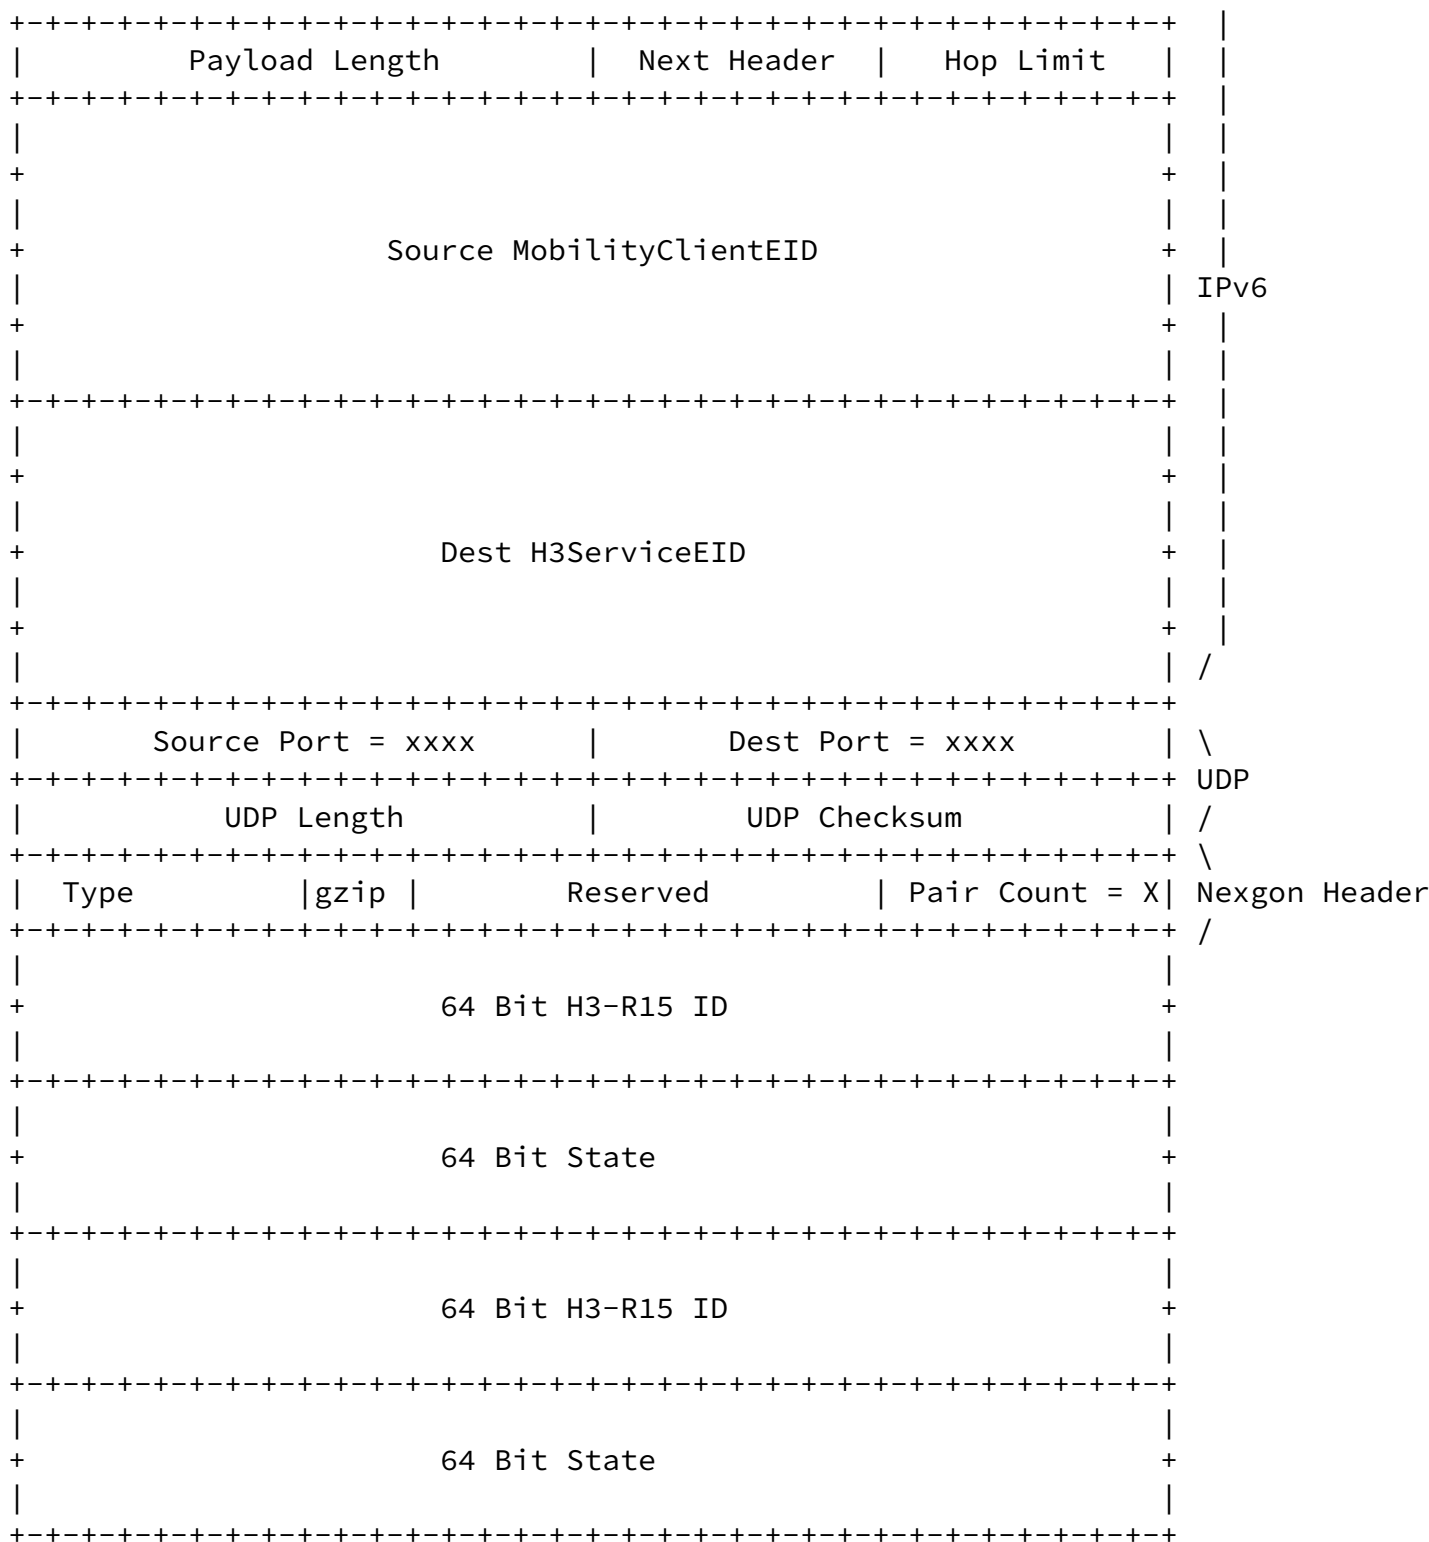 +-+-+-+-+-+-+-+-+-+-+-+-+-+-+-+-+-+-+-+-+-+-+-+-+-+-+-+-+-+-+-+-+  |
|         Payload Length        |  Next Header  |   Hop Limit   |  |
+-+-+-+-+-+-+-+-+-+-+-+-+-+-+-+-+-+-+-+-+-+-+-+-+-+-+-+-+-+-+-+-+  |
|                                                               |  |
+                                                               +  |
|                                                               |  |
+                    Source MobilityClientEID                   +  |
|                                                               | IPv6
+                                                               +  |
|                                                               |  |
+-+-+-+-+-+-+-+-+-+-+-+-+-+-+-+-+-+-+-+-+-+-+-+-+-+-+-+-+-+-+-+-+  |
|                                                               |  |
+                                                               +  |
|                                                               |  |
+                       Dest H3ServiceEID                       +  |
|                                                               |  |
+                                                               +  |
|                                                               | /
+-+-+-+-+-+-+-+-+-+-+-+-+-+-+-+-+-+-+-+-+-+-+-+-+-+-+-+-+-+-+-+-+
|       Source Port = xxxx      |       Dest Port = xxxx        | \
+-+-+-+-+-+-+-+-+-+-+-+-+-+-+-+-+-+-+-+-+-+-+-+-+-+-+-+-+-+-+-+-+ UDP
|           UDP Length          |        UDP Checksum           | /
+-+-+-+-+-+-+-+-+-+-+-+-+-+-+-+-+-+-+-+-+-+-+-+-+-+-+-+-+-+-+-+-+ \
|  Type         |gzip |        Reserved         | Pair Count = X| Nexgon Header
+-+-+-+-+-+-+-+-+-+-+-+-+-+-+-+-+-+-+-+-+-+-+-+-+-+-+-+-+-+-+-+-+ /
|                                                               |
+                       64 Bit H3-R15 ID                        +
|                                                               |
+-+-+-+-+-+-+-+-+-+-+-+-+-+-+-+-+-+-+-+-+-+-+-+-+-+-+-+-+-+-+-+-+
|                                                               |
+                       64 Bit State                            +
|                                                               |
+-+-+-+-+-+-+-+-+-+-+-+-+-+-+-+-+-+-+-+-+-+-+-+-+-+-+-+-+-+-+-+-+
|                                                               |
+                       64 Bit H3-R15 ID                        +
|                                                               |
+-+-+-+-+-+-+-+-+-+-+-+-+-+-+-+-+-+-+-+-+-+-+-+-+-+-+-+-+-+-+-+-+
|                                                               |
+                       64 Bit State                            +
|                                                               |
+-+-+-+-+-+-+-+-+-+-+-+-+-+-+-+-+-+-+-+-+-+-+-+-+-+-+-+-+-+-+-+-+